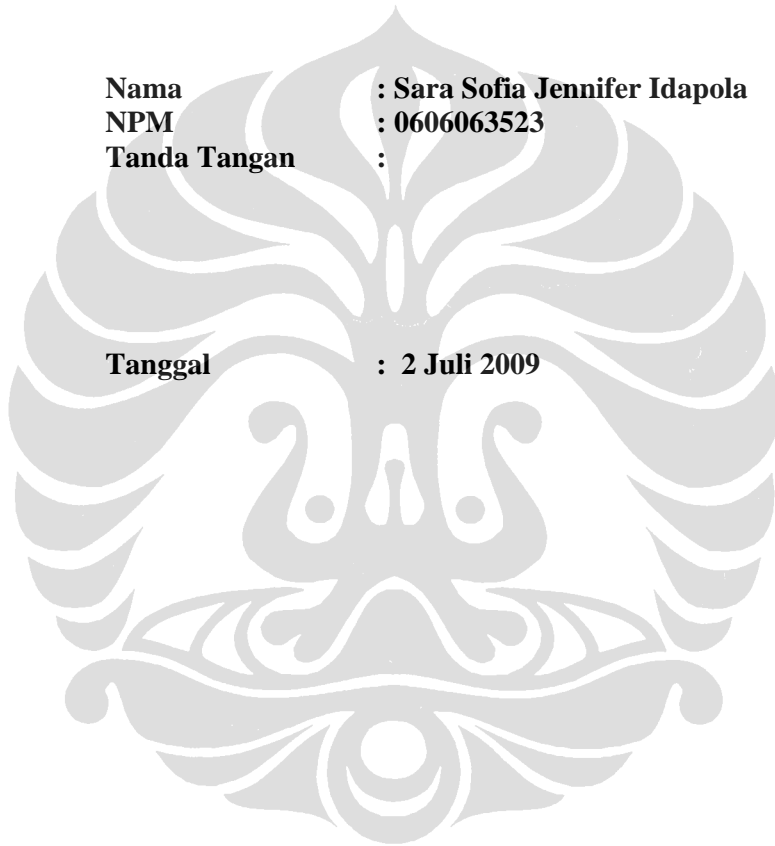 Nama : Sara Sofia Jennifer Idapola
NPM : 0606063523
Tanda Tangan :
Tanggal : 2 Juli 2009